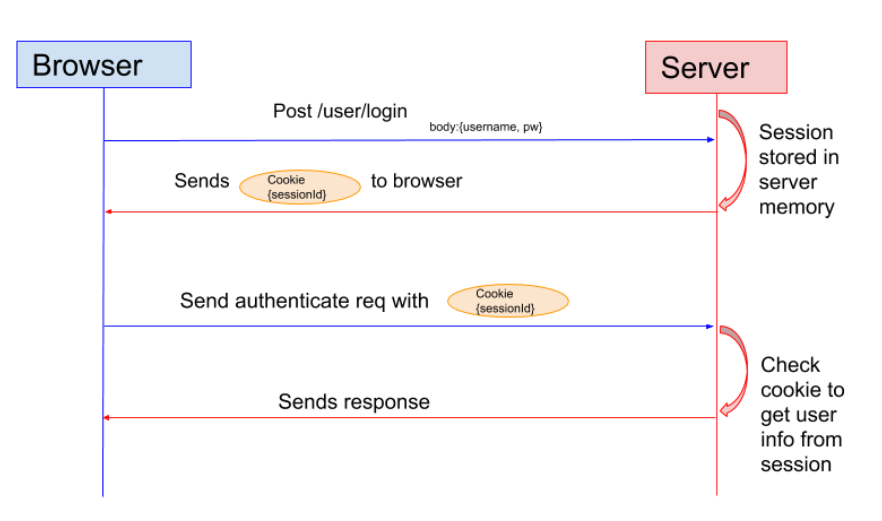 Browser
Server
Post /user/login
body:{username, pw}
Session
stored in
server
memory
Sends
Cookie
{sessionId}
to browser
Send authenticate req with
Cookie
{sessionId}
Check
cookie to
get user
info from
session
Sends response